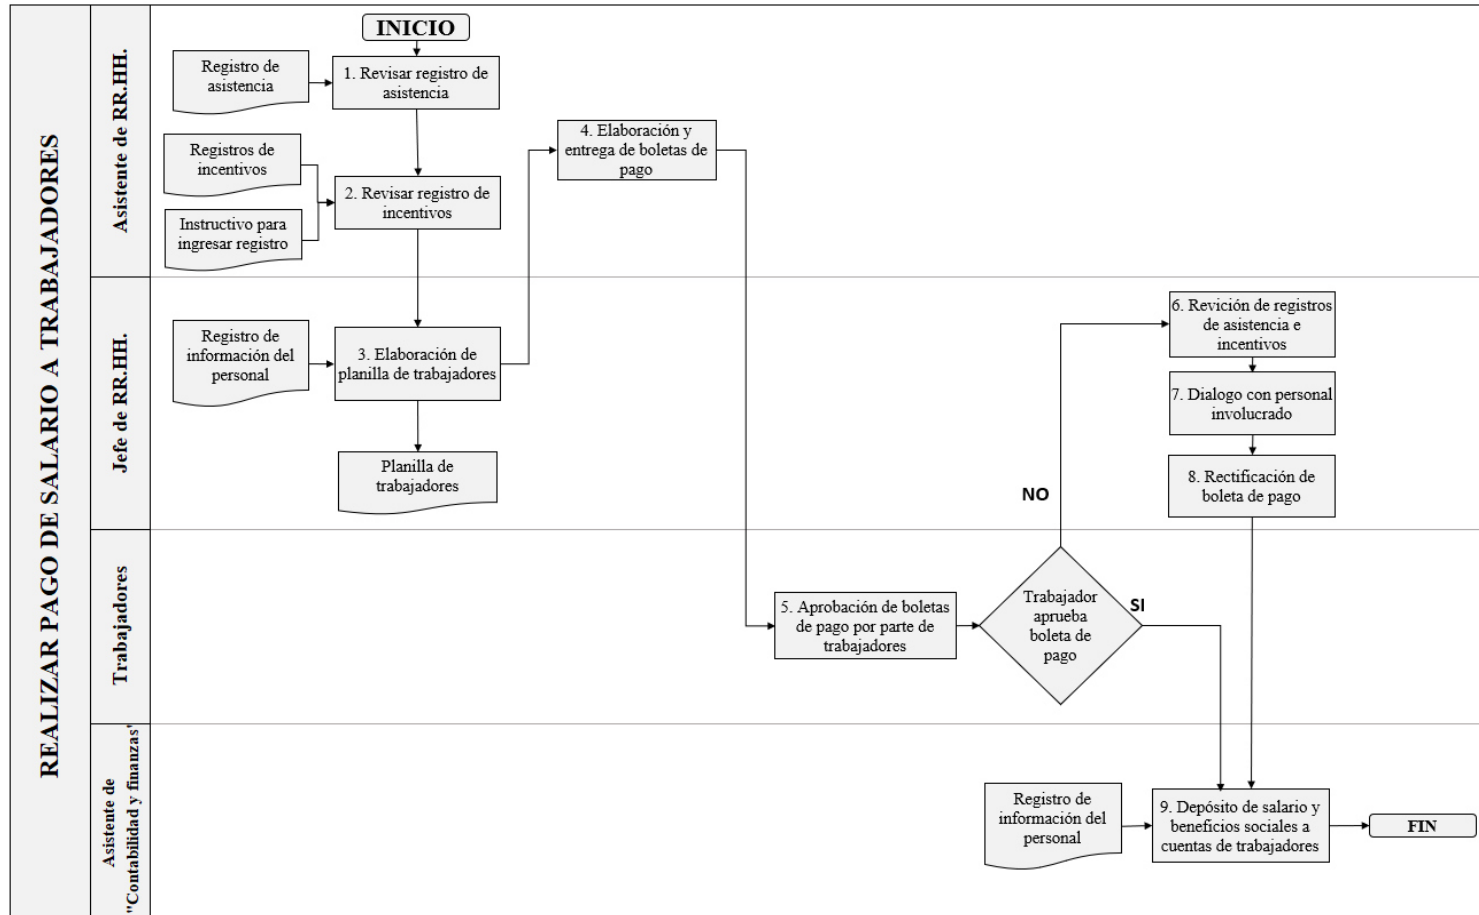 REALIZAR PAGO DE SALARIO A TRABAJADORES
Asistente de RR.HH.
INICIO
Registro de
asistencia
1. Revisar registro de
asistencia
Registros de
incentivos
Instructivo para
ingresar registro
2. Revisar registro de
incentivos
4. Elaboración y
entrega de boletas de
pago
Jefe de RR.HH.
Registro de
información del
personal
3. Elaboración de
planilla de trabajadores
Planilla de
trabajadores
6. Revición de registros
de asistencia e
incentivos
7. Dialogo con personal
involucrado
8. Rectificación de
boleta de pago
NO
Trabajadores
5. Aprobación de boletas
de pago por parte de
trabajadores
Trabajador
aprueba
boleta de
pago
SI
Asistente de
"Contabilidad y finanzas"
Registro de
información del
personal
9. Depósito de salario y
beneficios sociales a
cuentas de trabajadores
FIN